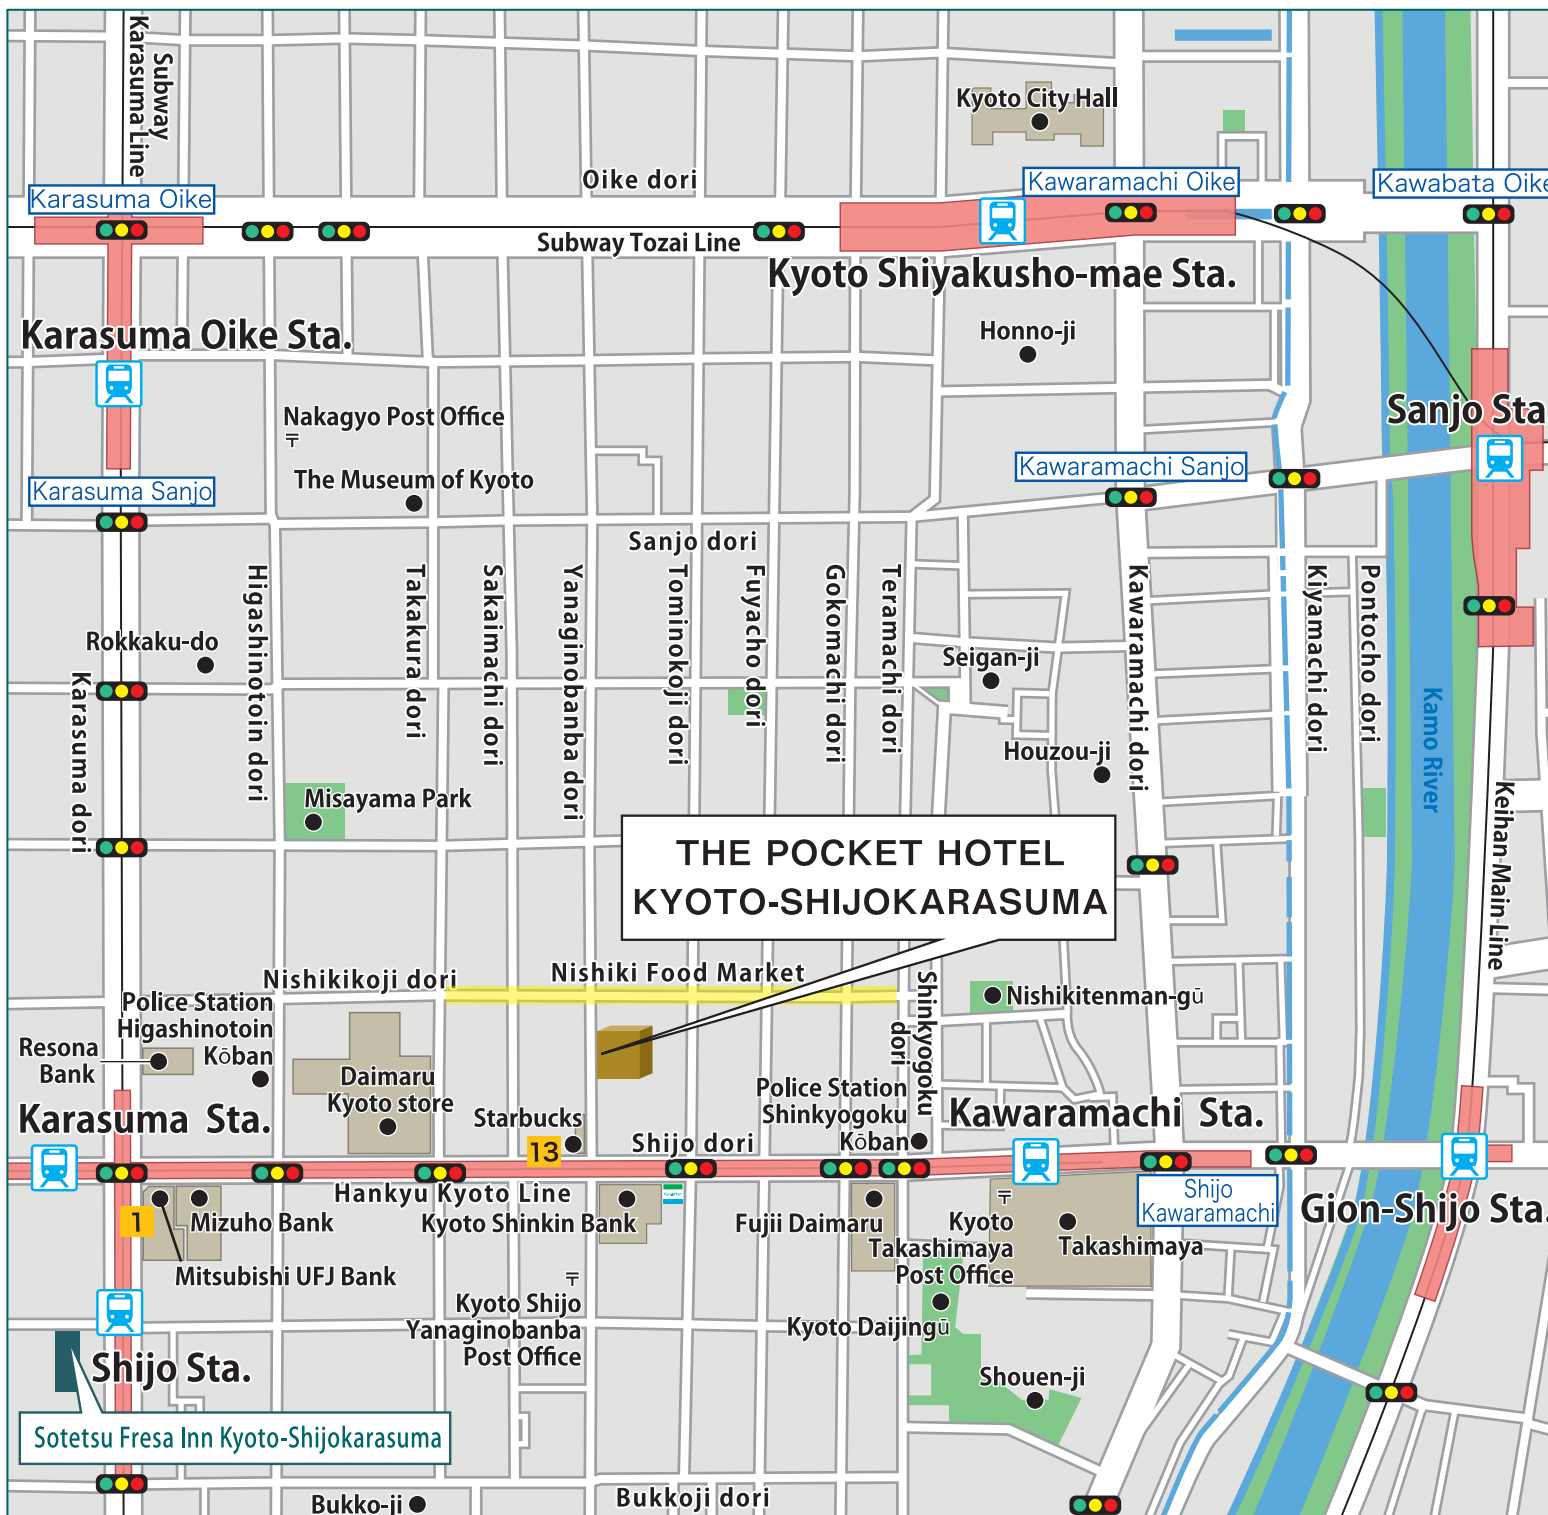 Subway
Karasuma Line
Kyoto City Hall
Oike dori
Karasuma Oike
Kawaramachi Oike
Kawabata Oike
Subway Tozai Line
Kyoto Shiyakusho-mae Sta.
Karasuma Oike Sta.
Honno-ji
Nakagyo Post Office
〒
Sanjo Sta
The Museum of Kyoto
Karasuma Sanjo
Kawaramachi Sanjo
Sanjo dori
Higashinotoin dori
Takakura dori
Sakaimachi dori
Yanaginobanba dori
Tominokoji dori
Fuyacho dori
Gokomachi dori
Teramachi dori
Kawaramachi dori
Kiyamachi dori
Pontocho dori
Rokkaku-do
Karasuma dori
Seigan-ji
Kamo River
Houzou-ji
Keihan Main Line
Misayama Park
THE POCKET HOTEL
KYOTO-SHIJOKARASUMA
Nishikikoji dori
Nishiki Food Market
Shinkyogoku
dori
Nishikitenman-gū
Police Station
Higashinotoin
Kōban
Resona
Bank
Daimaru
Kyoto store
Karasuma Sta.
Starbucks
13
Shijo dori
Police Station
Shinkyogoku
Kōban
Kawaramachi Sta.
Hankyu Kyoto Line
1
Mizuho Bank
Mitsubishi UFJ Bank
Kyoto Shinkin Bank
FamilyMart
Fujii Daimaru
〒
Kyoto
Takashimaya
Post Office
Takashimaya
Shijo
Kawaramachi
Gion-Shijo Sta.
〒
Kyoto Shijo
Yanaginobanba
Post Office
Kyoto Daijingū
Shijo Sta.
Shouen-ji
Sotetsu Fresa Inn Kyoto-Shijokarasuma
Bukko-ji
Bukkoji dori